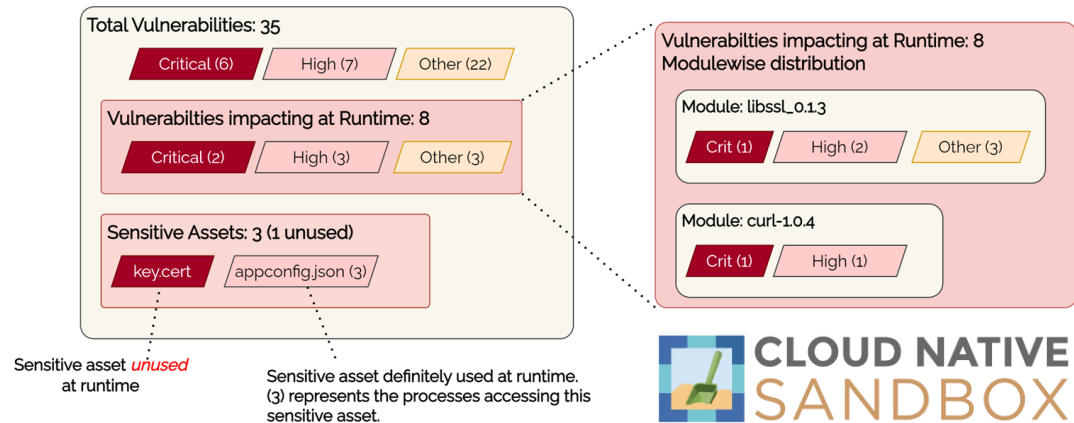 Total Vulnerabilities: 35
Critical (6)
High (7)
Other (22)
Vulnerabilties impacting at Runtime: 8
Critical (2)
High (3)
Other (3)
Sensitive Assets: 3 (1 unused)
key.cert
appconfig.json (3)
Sensitive asset unused
at runtime
Sensitive asset definitely used at runtime.
(3) represents the processes accessing this
sensitive asset.
Vulnerabilties impacting at Runtime: 8
Modulewise distribution
Module: libssl_0.1.3
Crit (1)
High (2)
Other (3)
Module: curl-1.0.4
Crit (1)
High (1)
CLOUD NATIVE
SANDBOX